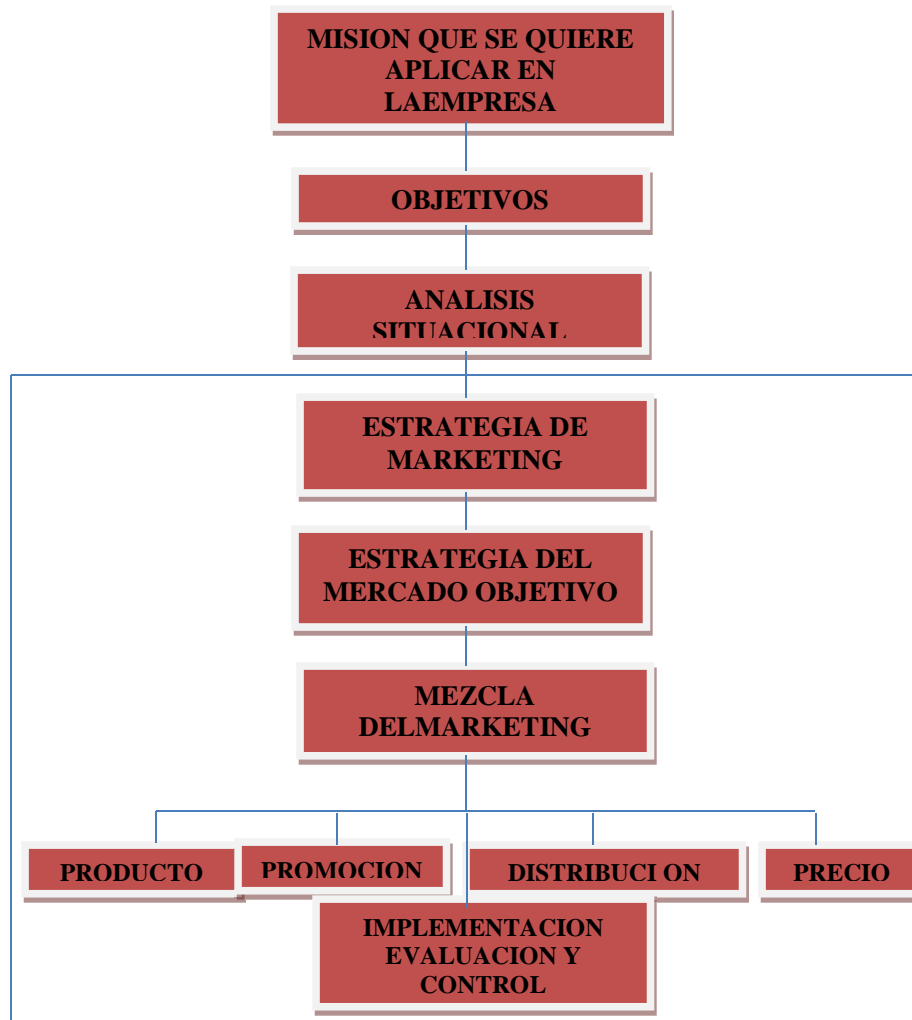 MISION QUE SE QUIERE
APLICAR EN
LAEMPRESA
OBJETIVOS
ANALISIS
SITUACIONAL
ESTRATEGIA DE
MARKETING
ESTRATEGIA DEL
MERCADO OBJETIVO
MEZCLA
DELMARKETING
PRODUCTO
PROMOCION
DISTRIBUCI ON
PRECIO
IMPLEMENTACION
EVALUACION Y
CONTROL